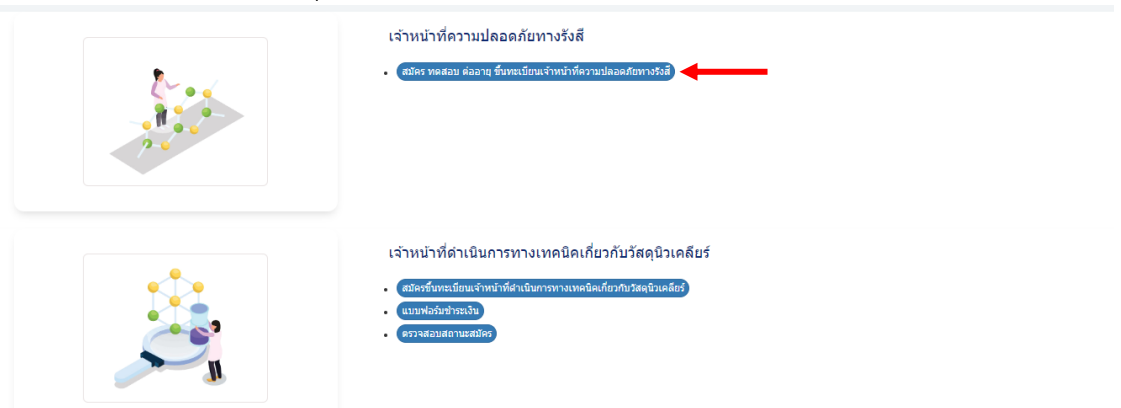 เจ้าหน้าที่ความปลอดภัยทางรังสี
สมัคร ทดสอบ ต่ออายุ ขึ้นทะเบียนเจ้าหน้าที่ความปลอดภัยทางรังสี
เจ้าหน้าที่ดำเนินการทางเทคนิคเกี่ยวกับวัสดุนิวเคลียร์
สมัครขึ้นทะเบียนเจ้าหน้าที่ดำเนินการทางเทคนิคเกี่ยวกับวัสดุนิวเคลียร์
แบบฟอร์มชำระเงิน
ตรวจสอบสถานะสมัคร